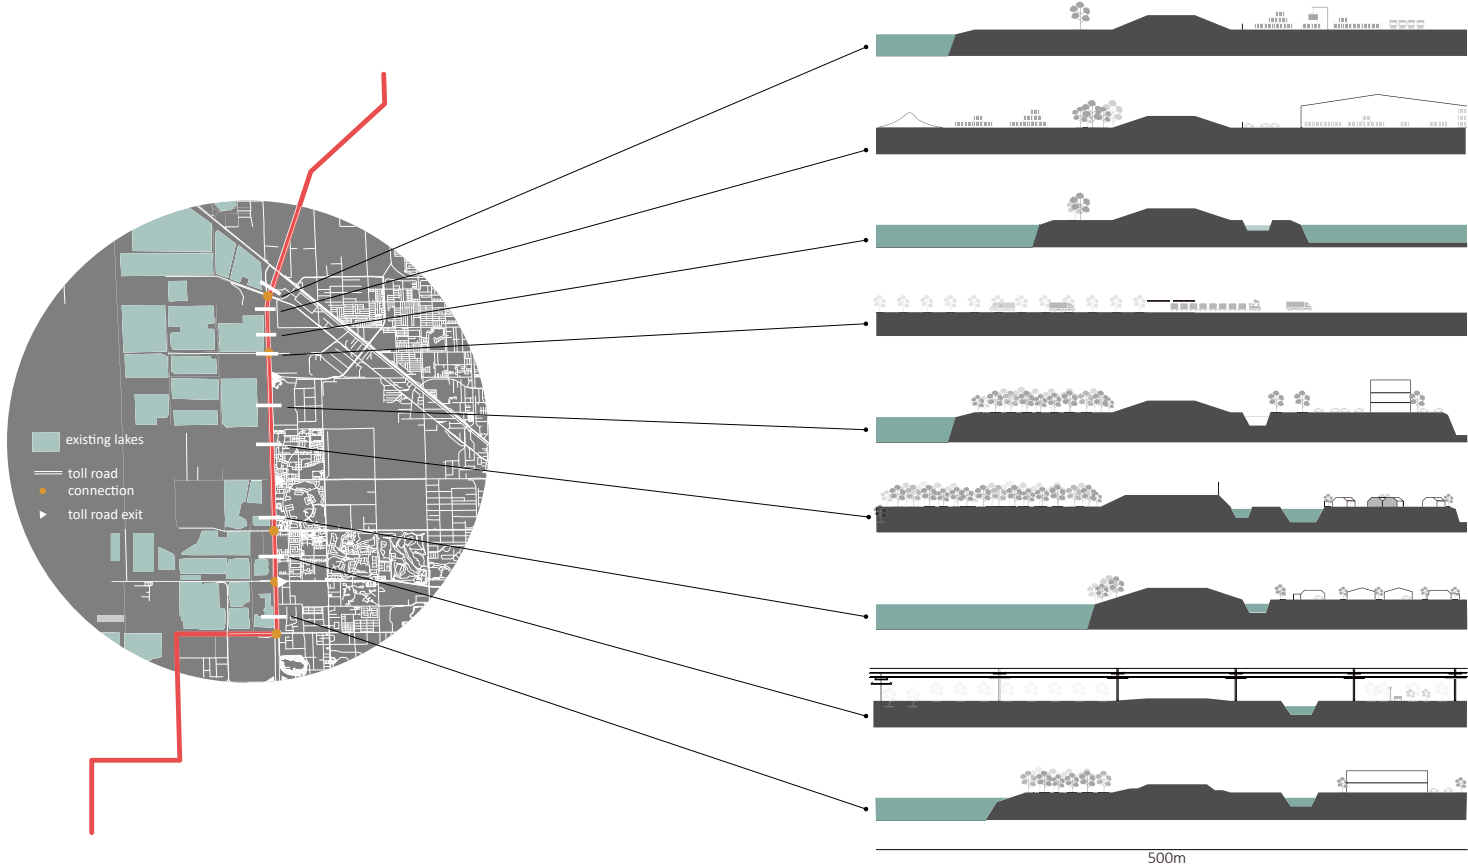 existing lakes
toll road
connection
toll road exit
500m